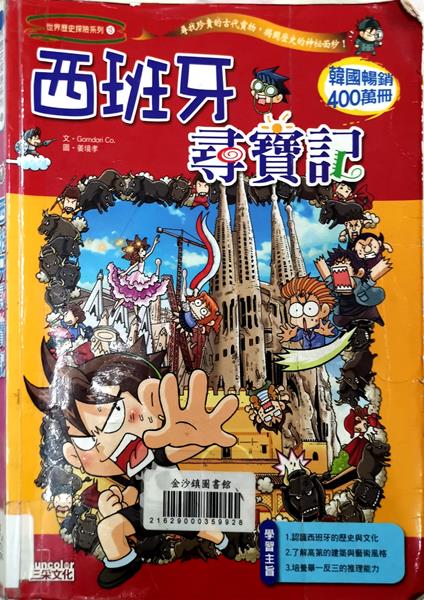 世界歷史探險系列 13
尋找珍貴的古代寶物，揭開歷史的神祕面紗！
西班牙
尋寶記
韓國暢銷
400萬冊
文・Gomdori Co.
圖・姜境孝
金沙鎮圖書館
21629000359928
學習主旨
1.認識西班牙的歷史與文化
2.了解高第的建築與藝術風格
3.培養舉一反三的推理能力
suncolor
三采文化